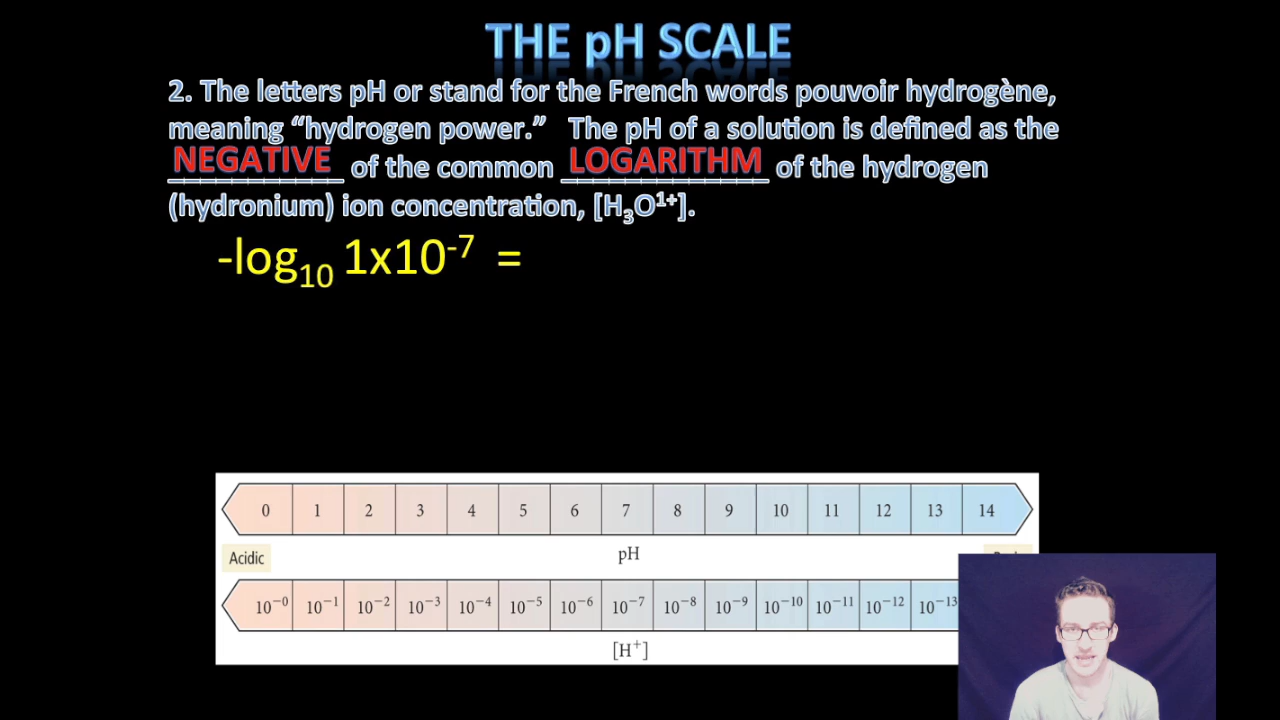 THE pH SCALE
2. The letters pH or stand for the French words pouvoir hydrogène,
meaning “hydrogen power.” The pH of a solution is defined as the
NEGATIVE of the common LOGARITHM of the hydrogen
(hydronium) ion concentration, [H₃O¹⁺].
-log₁₀ 1x10⁻⁷ =
0 1 2 3 4 5 6 7 8 9 10 11 12 13 14
Acidic pH
10⁻⁰ 10⁻¹ 10⁻² 10⁻³ 10⁻⁴ 10⁻⁵ 10⁻⁶ 10⁻⁷ 10⁻⁸ 10⁻⁹ 10⁻¹⁰ 10⁻¹¹ 10⁻¹² 10⁻¹³
[H⁺]